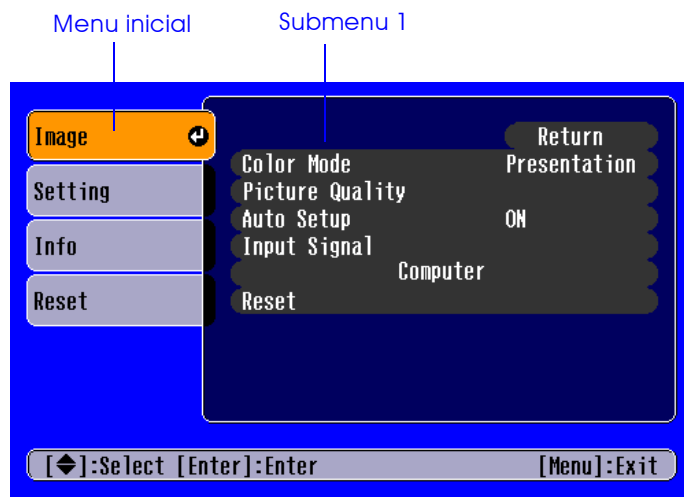 Menu inicial
Submenu 1
Image
Setting
Info
Reset
Return
Color Mode Presentation
Picture Quality
Auto Setup ON
Input Signal
Computer
Reset
[]:Select [Enter]:Enter [Menu]:Exit